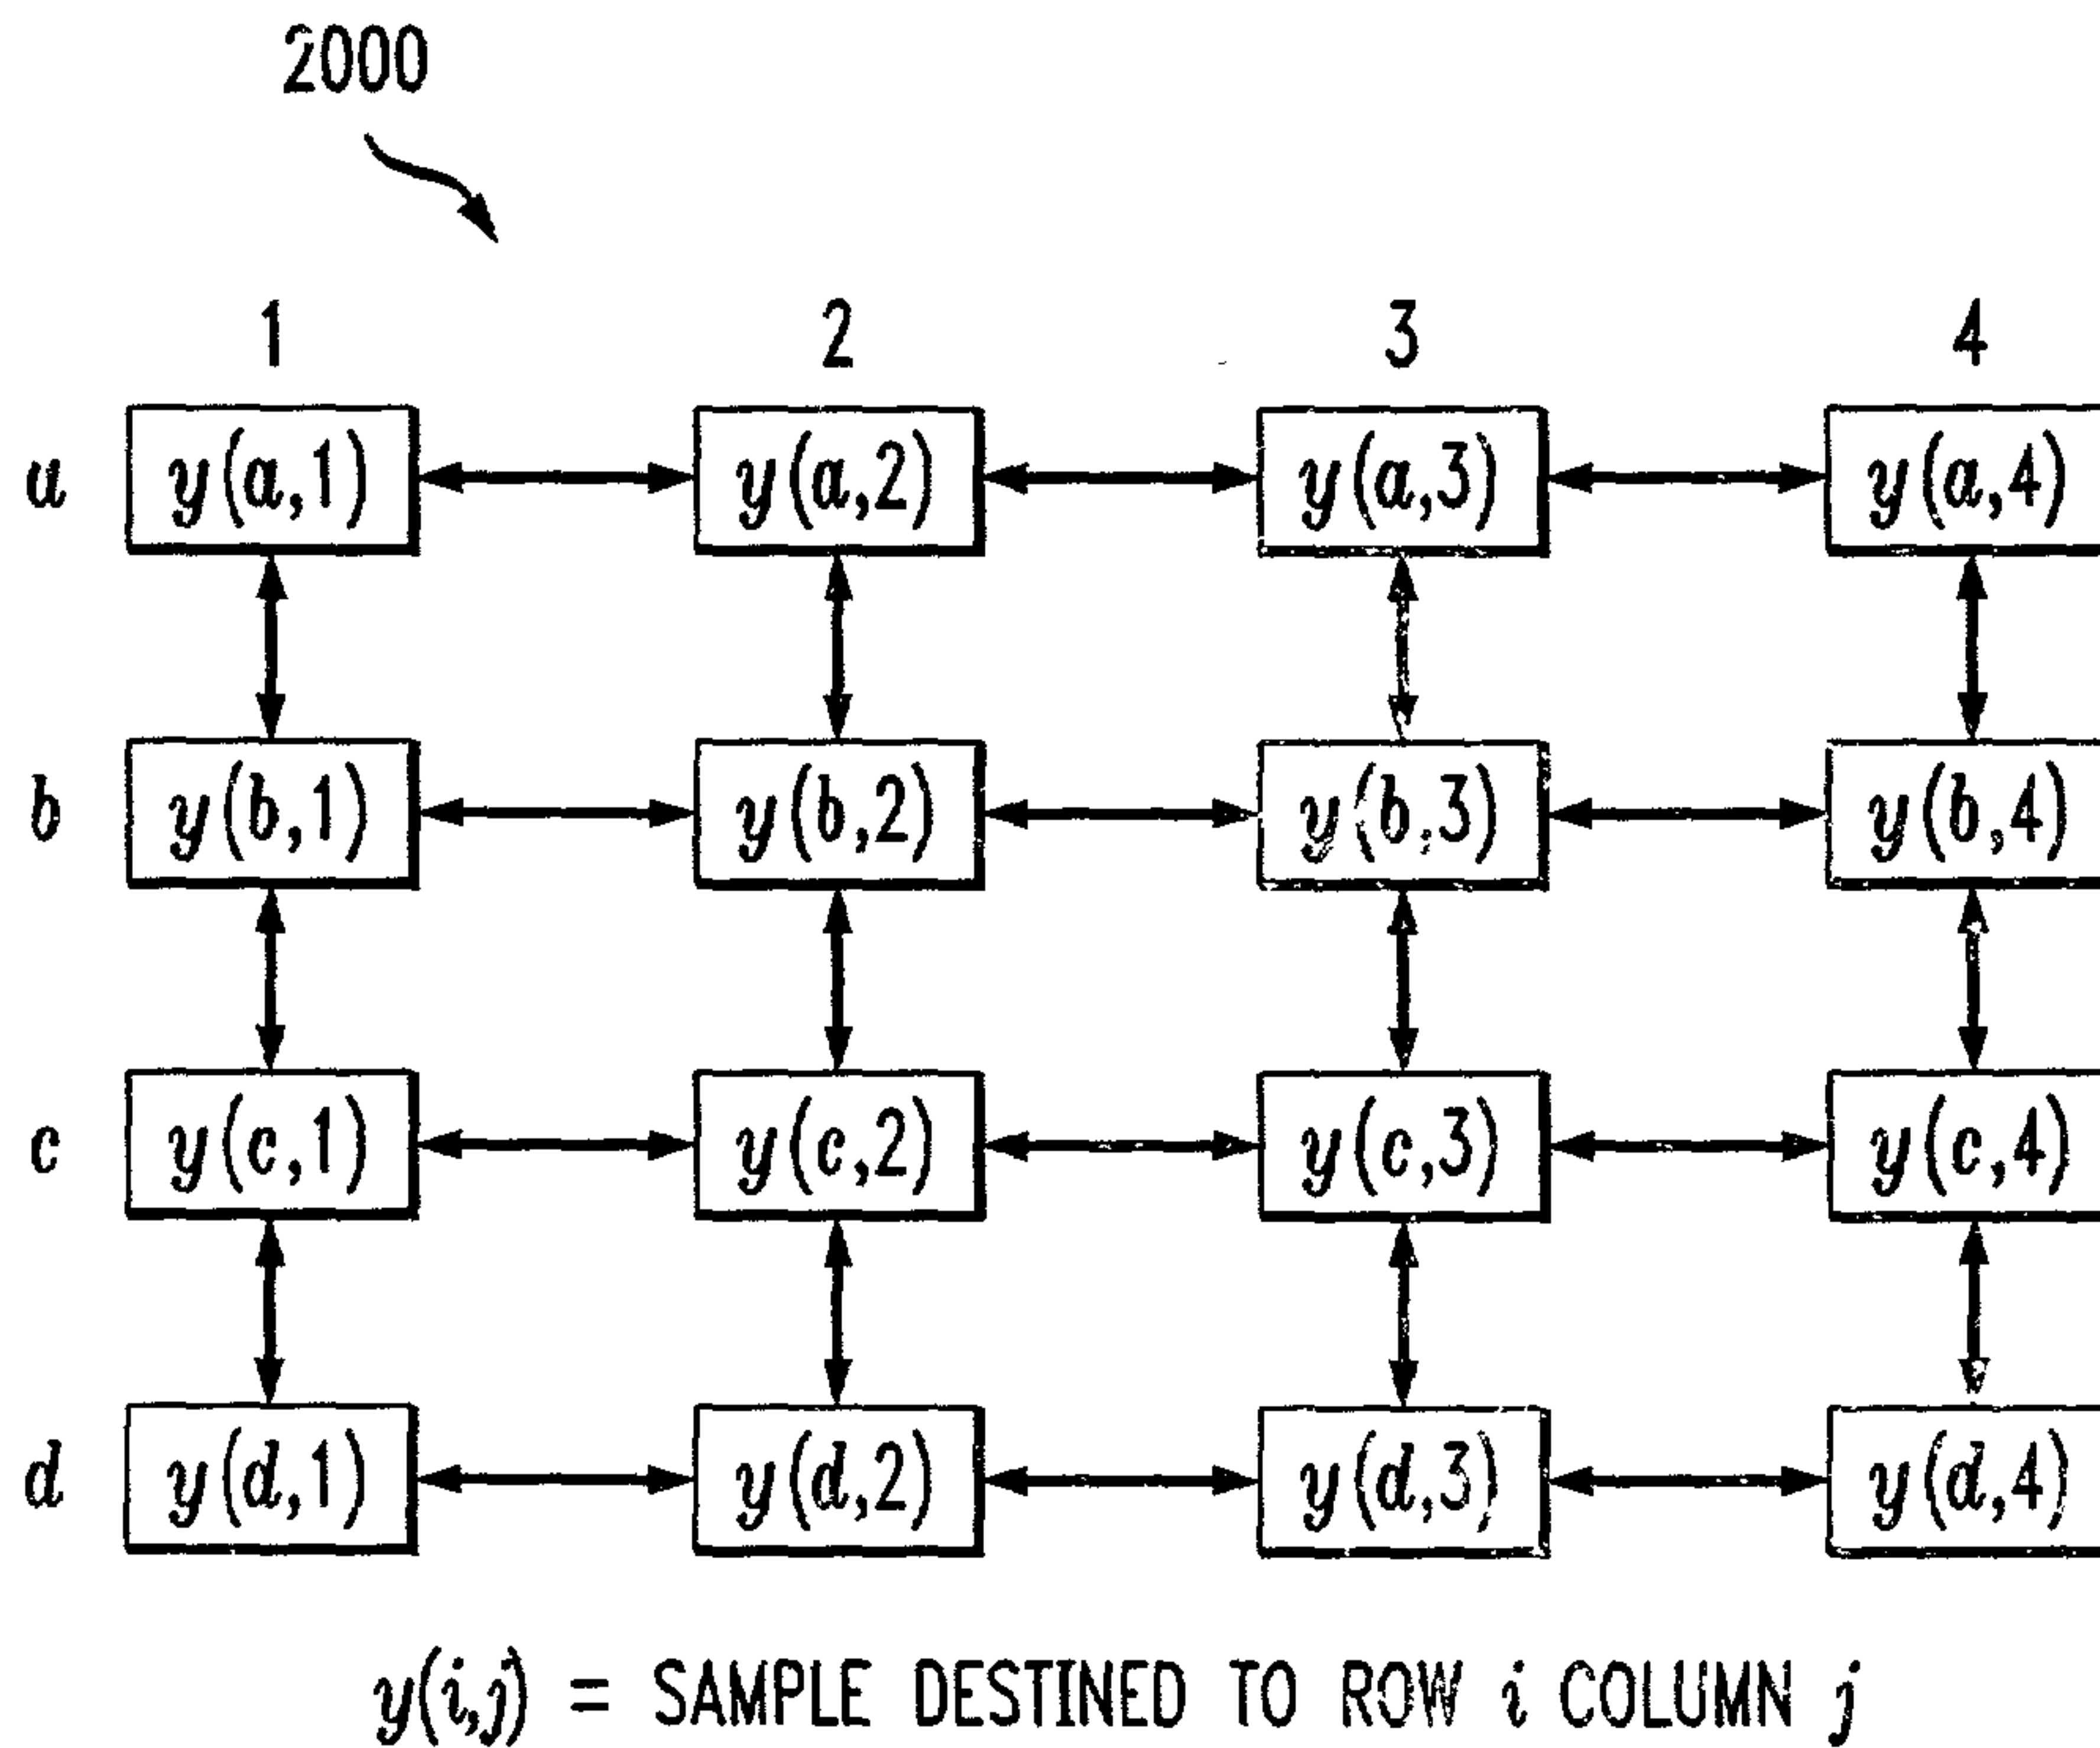 2000
1 2 3 4
a y(a,1) y(a,2) y(a,3) y(a,4)
b y(b,1) y(b,2) y(b,3) y(b,4)
c y(c,1) y(c,2) y(c,3) y(c,4)
d y(d,1) y(d,2) y(d,3) y(d,4)
y(i,j) = SAMPLE DESTINED TO ROW i COLUMN j